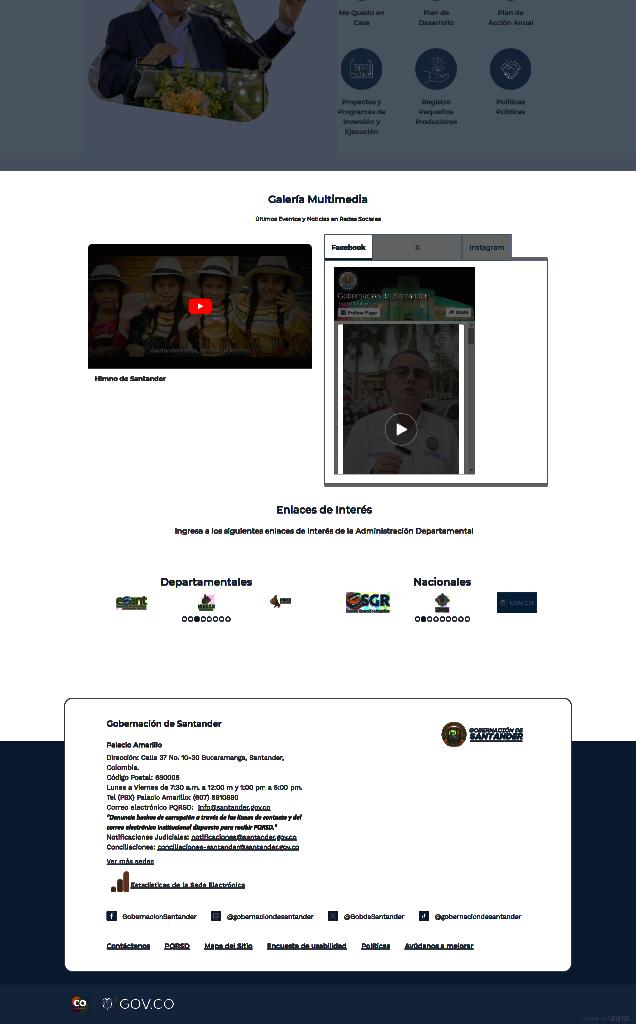 Me Quedo en
Casa
Plan de
Desarrollo
Plan de
Acción Anual
Proyectos y
Programas de
Inversión y
Ejecución
Registro
Pequeños
Productores
Políticas
Públicas
Galería Multimedia
Últimos Eventos y Noticias en Redes Sociales
Facebook
X
Instagram
Gobernación de Santander
Follow Page
Share
Himno de Santander
Enlaces de Interés
Ingresa a los siguientes enlaces de interés de la Administración Departamental
Departamentales
Nacionales
esant
SGR
GOV.CO
Gobernación de Santander
GOBERNACIÓN DE
SANTANDER
Palacio Amarillo
Dirección: Calle 37 No. 10-30 Bucaramanga, Santander,
Colombia.
Código Postal: 680006
Lunes a Viernes de 7:30 a.m. a 12:00 m y 1:00 pm a 5:00 pm.
Tel (PBX) Palacio Amarillo: (607) 6910880
Correo electrónico PQRSD: info@santander.gov.co
"Denuncie hechos de corrupción a través de las líneas de contacto y del
correo electrónico institucional dispuesto para recibir PQRSD."
Notificaciones Judiciales: notificaciones@santander.gov.co
Conciliaciones: conciliaciones-santander@santander.gov.co
Ver más sedes
Estadísticas de la Sede Electrónica
GobernacionSantander
@gobernaciondesantander
@GobdeSantander
@gobernaciondesantander
Contáctenos
PQRSD
Mapa del Sitio
Encuesta de usabilidad
Políticas
Ayúdanos a mejorar
CO
GOV.CO